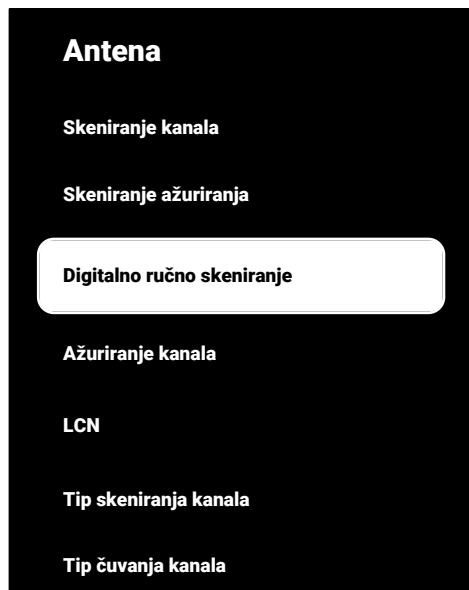 Antena
Skeniranje kanala
Skeniranje ažuriranja
Digitalno ručno skeniranje
Ažuriranje kanala
LCN
Tip skeniranja kanala
Tip čuvanja kanala